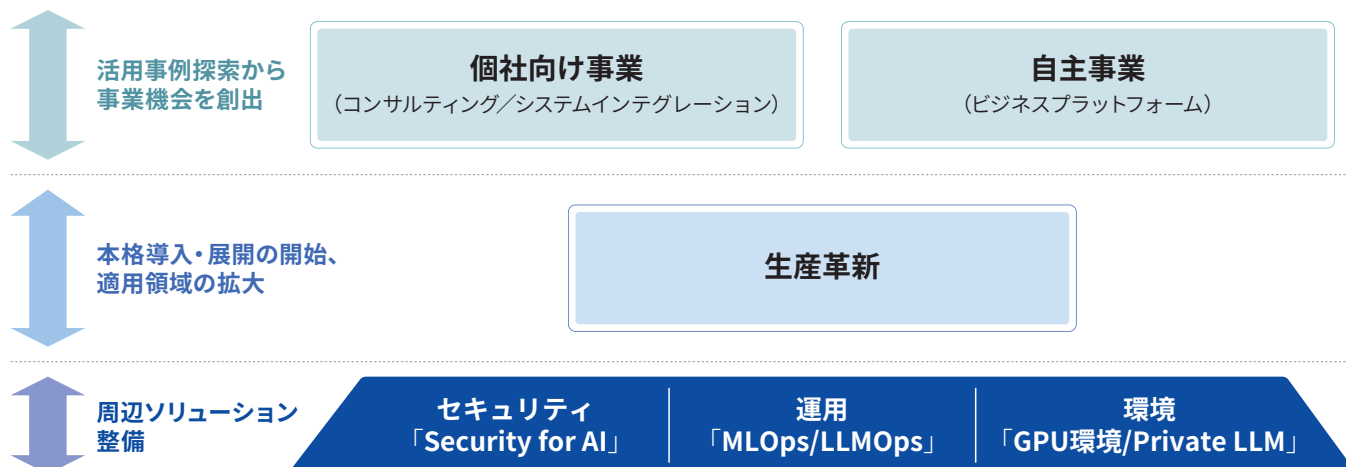 活用事例探索から
事業機会を創出
個社向け事業
（コンサルティング／システムインテグレーション）
自主事業
（ビジネスプラットフォーム）
本格導入・展開の開始、
適用領域の拡大
生産革新
周辺ソリューション
整備
セキュリティ
「Security for AI」
運用
「MLOps/LLMOps」
環境
「GPU環境/Private LLM」